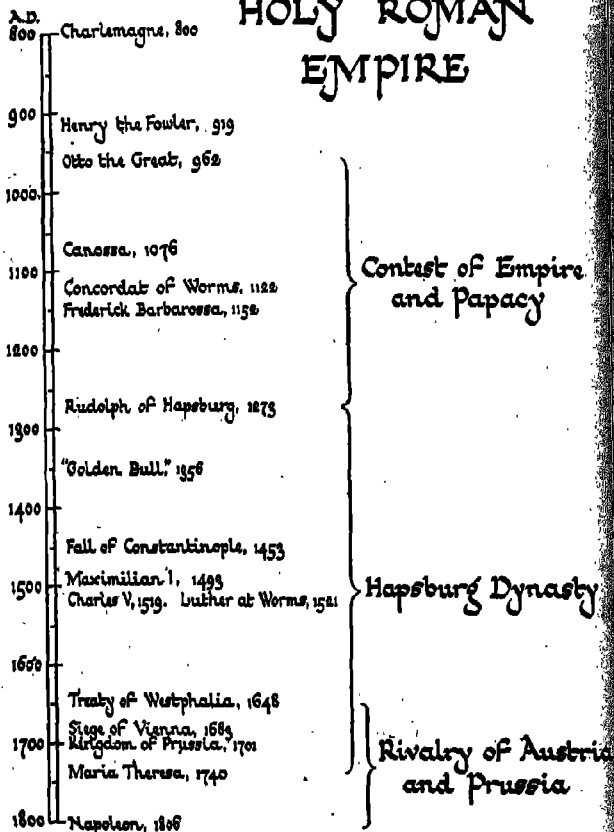 HOLY ROMAN
EMPIRE
A.D.
800
Charlemagne, 800
900
Henry the Fowler, 919
Otto the Great, 962
1000
Canossa, 1076
1100
Contest of Empire
and Papacy
Concordat of Worms, 1122
Frederick Barbarossa, 1152
1200
Rudolph of Hapsburg, 1273
1300
"Golden Bull," 1356
1400
Fall of Constantinople, 1453
Maximilian I, 1493
1500
Charles V, 1519. Luther at Worms, 1521
Hapsburg Dynasty
1600
Treaty of Westphalia, 1648
Siege of Vienna, 1683
Kingdom of Prussia, 1701
1700
Rivalry of Austria
and Prussia
Maria Theresa, 1740
1800
Napoleon, 1806